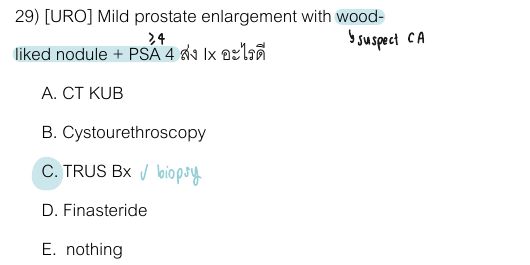 29) [URO] Mild prostate enlargement with wood-
≥4
↳ suspect CA
liked nodule + PSA 4 ส่ง Ix อะไรดี
A. CT KUB
B. Cystourethroscopy
C. TRUS Bx ✓ biopsy
D. Finasteride
E. nothing